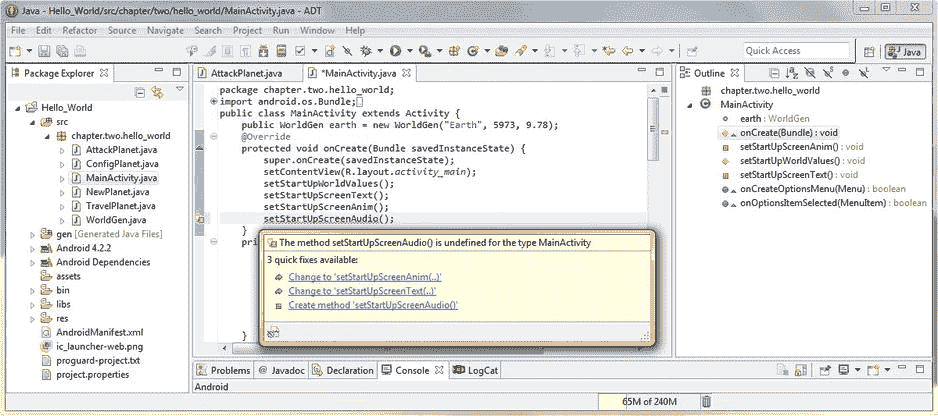 Java - Hello_World/src/chapter/two/hello_world/MainActivity.java - ADT
File Edit Refactor Source Navigate Search Project Run Window Help
Quick Access
Java
Package Explorer
Hello_World
src
chapter.two.hello_world
AttackPlanet.java
ConfigPlanet.java
MainActivity.java
NewPlanet.java
TravelPlanet.java
WorldGen.java
gen [Generated Java Files]
Android 4.2.2
Android Dependencies
assets
bin
libs
res
AndroidManifest.xml
ic_launcher-web.png
proguard-project.txt
project.properties
AttackPlanet.java
*MainActivity.java
package chapter.two.hello_world;
import android.os.Bundle;
public class MainActivity extends Activity {
public WorldGen earth = new WorldGen("Earth", 5973, 9.78);
@Override
protected void onCreate(Bundle savedInstanceState) {
super.onCreate(savedInstanceState);
setContentView(R.layout.activity_main);
setStartUpWorldValues();
setStartUpScreenText();
setStartUpScreenAnim();
setStartUpScreenAudio();
}
pri
}
The method setStartUpScreenAudio() is undefined for the type MainActivity
3 quick fixes available:
Change to 'setStartUpScreenAnim(..)'
Change to 'setStartUpScreenText(..)'
Create method 'setStartUpScreenAudio()'
Outline
chapter.two.hello_world
MainActivity
earth : WorldGen
onCreate(Bundle) : void
setStartUpScreenAnim() : void
setStartUpWorldValues() : void
setStartUpScreenText() : void
onCreateOptionsMenu(Menu) : boolean
onOptionsItemSelected(MenuItem) : boolean
Problems
@ Javadoc
Declaration
Console
LogCat
Android
65M of 240M